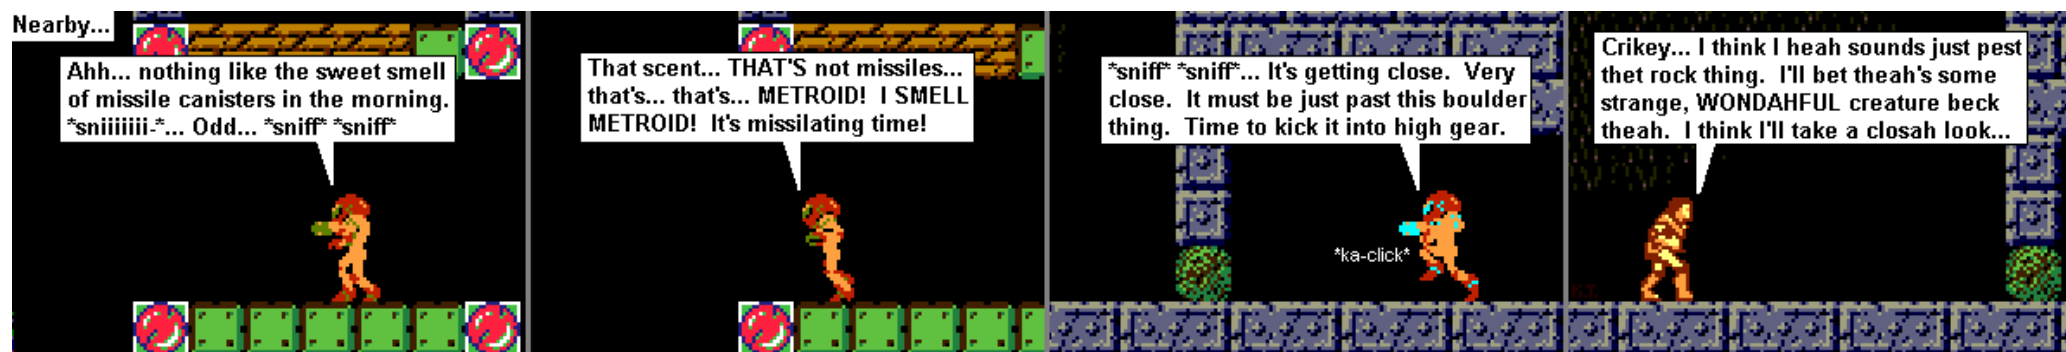 Nearby...
Ahh... nothing like the sweet smell
of missile canisters in the morning.
*sniiiiiii-*... Odd... *sniff* *sniff*
That scent... THAT'S not missiles...
that's... that's... METROID!  I SMELL
METROID!  It's missilating time!
*sniff* *sniff*... It's getting close.  Very
close.  It must be just past this boulder
thing.  Time to kick it into high gear.
*ka-click*
Crikey... I think I heah sounds just pest
thet rock thing.  I'll bet theah's some
strange, WONDAHFUL creature beck
theah.  I think I'll take a closah look...